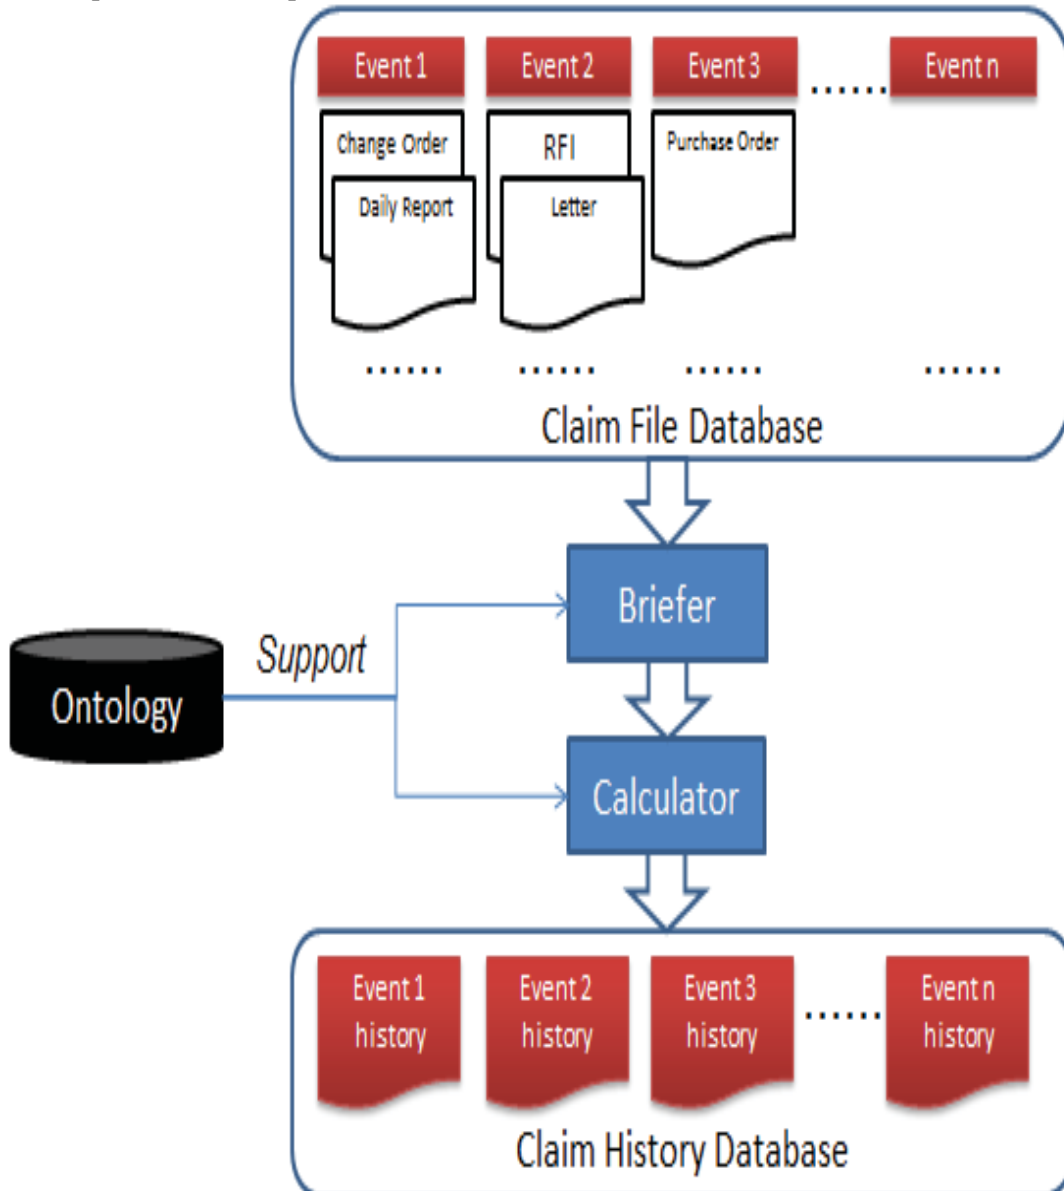 Event 1
Event 2
Event 3
......
Event n
Change Order
RFI
Purchase Order
Daily Report
Letter
......
......
......
......
Claim File Database
Briefer
Support
Ontology
Calculator
Event 1
history
Event 2
history
Event 3
history
......
Event n
history
Claim History Database